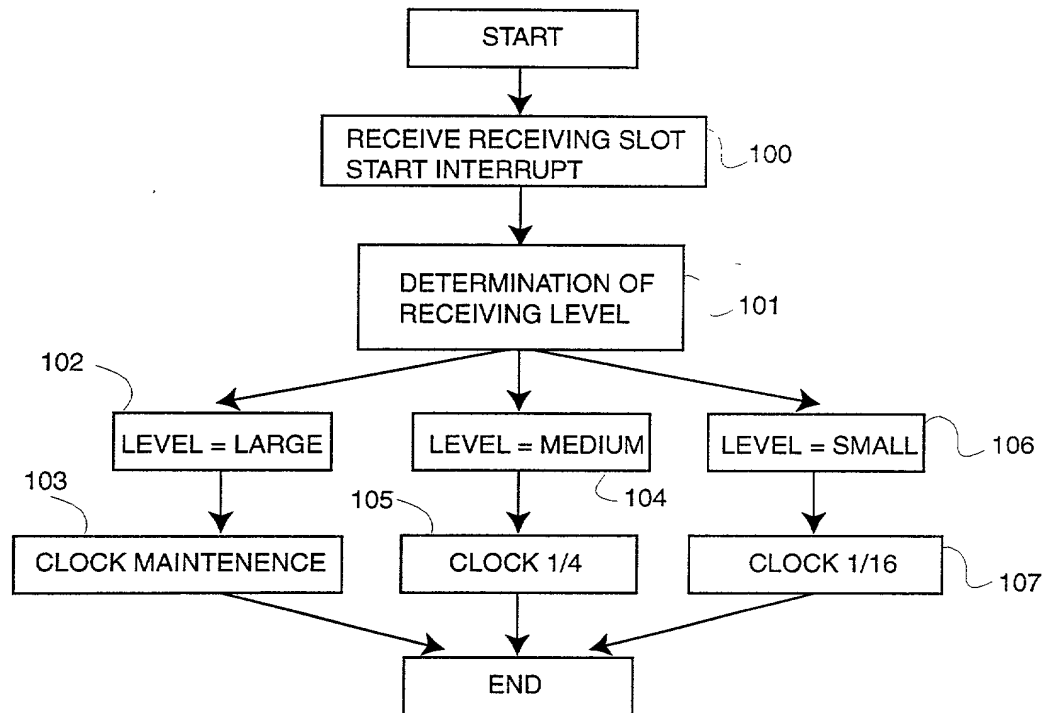 START
RECEIVE RECEIVING SLOT
START INTERRUPT
100
DETERMINATION OF
RECEIVING LEVEL
101
102
LEVEL = LARGE
LEVEL = MEDIUM
104
LEVEL = SMALL
106
103
CLOCK MAINTENENCE
105
CLOCK 1/4
CLOCK 1/16
107
END